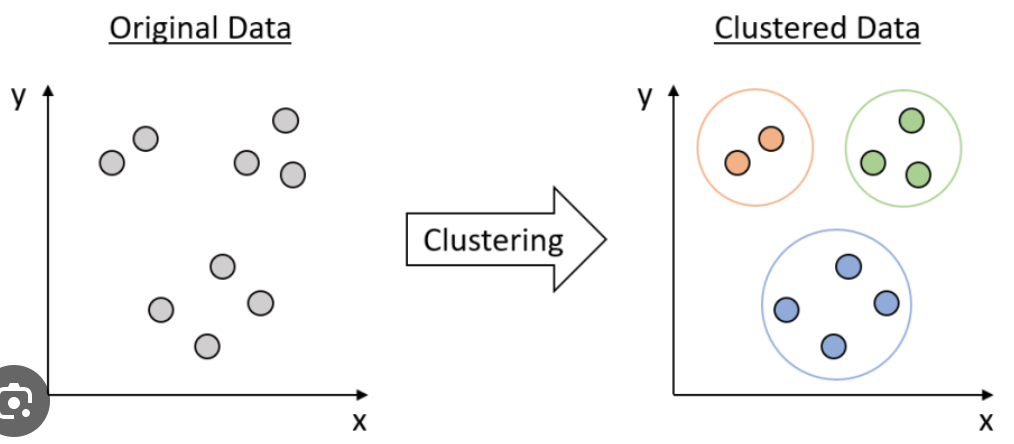 Original Data
Clustered Data
y
y
Clustering
x
x